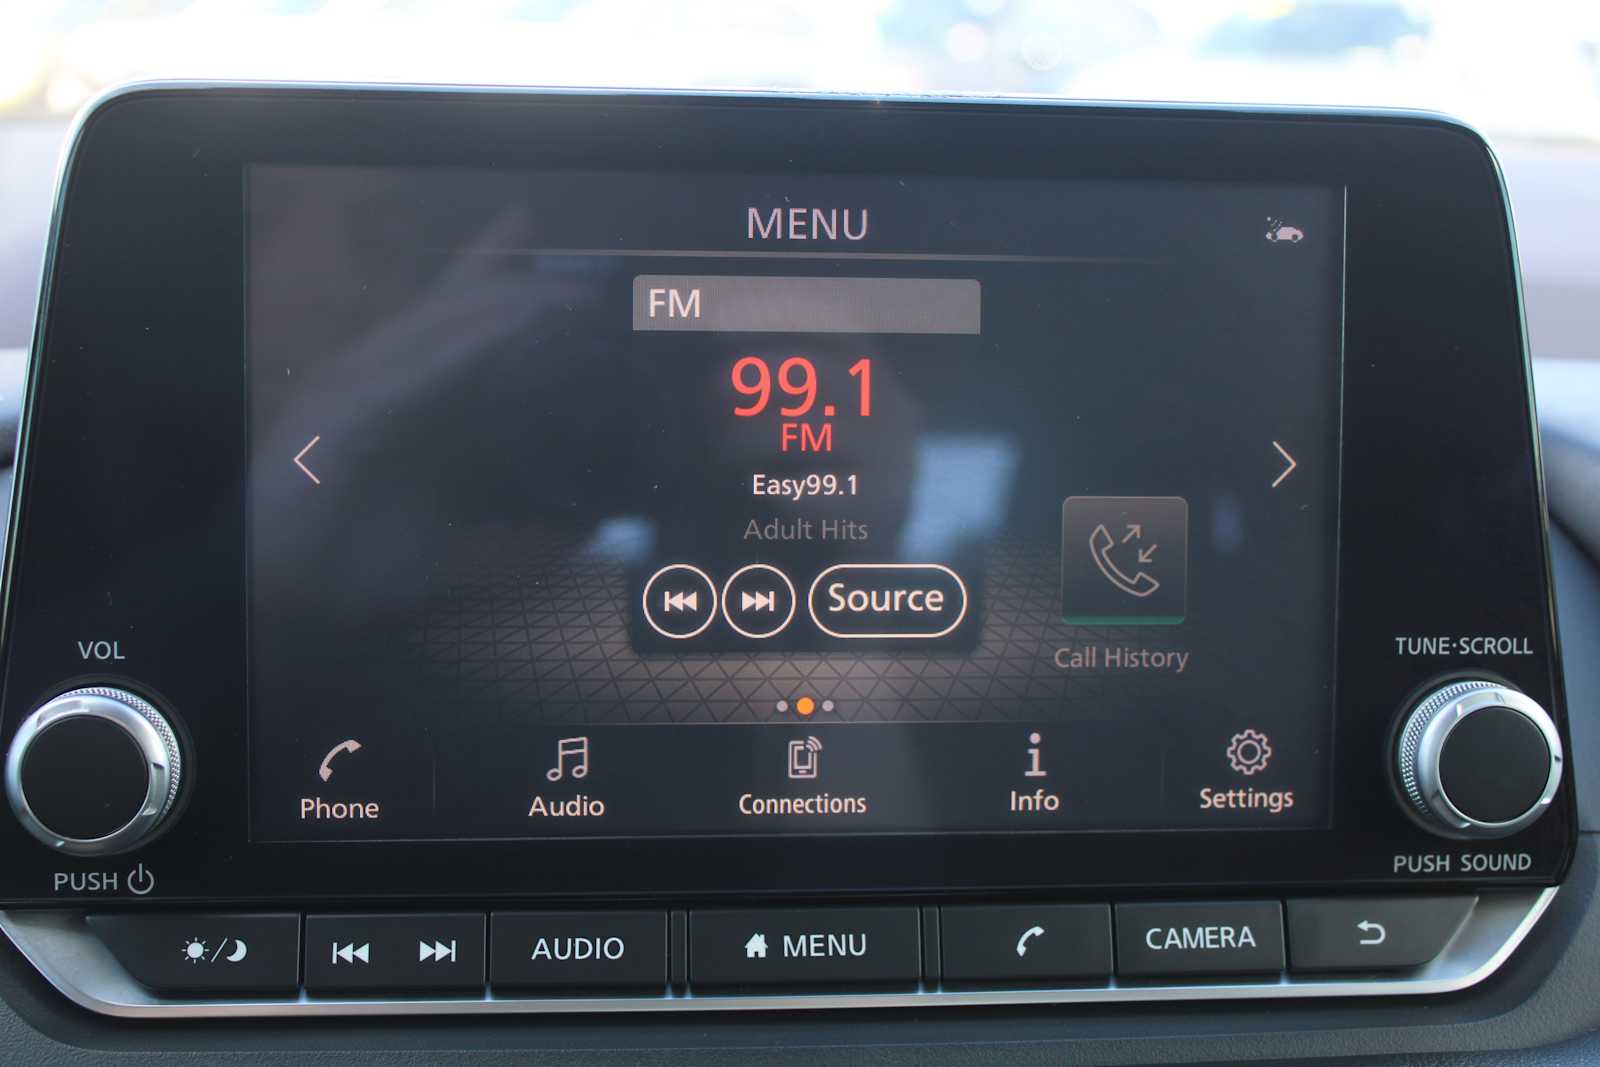 MENU
FM
99.1
FM
Easy99.1
Adult Hits
Source
Call History
Phone
Audio
Connections
Info
Settings
VOL
PUSH
TUNE·SCROLL
PUSH SOUND
AUDIO
MENU
CAMERA